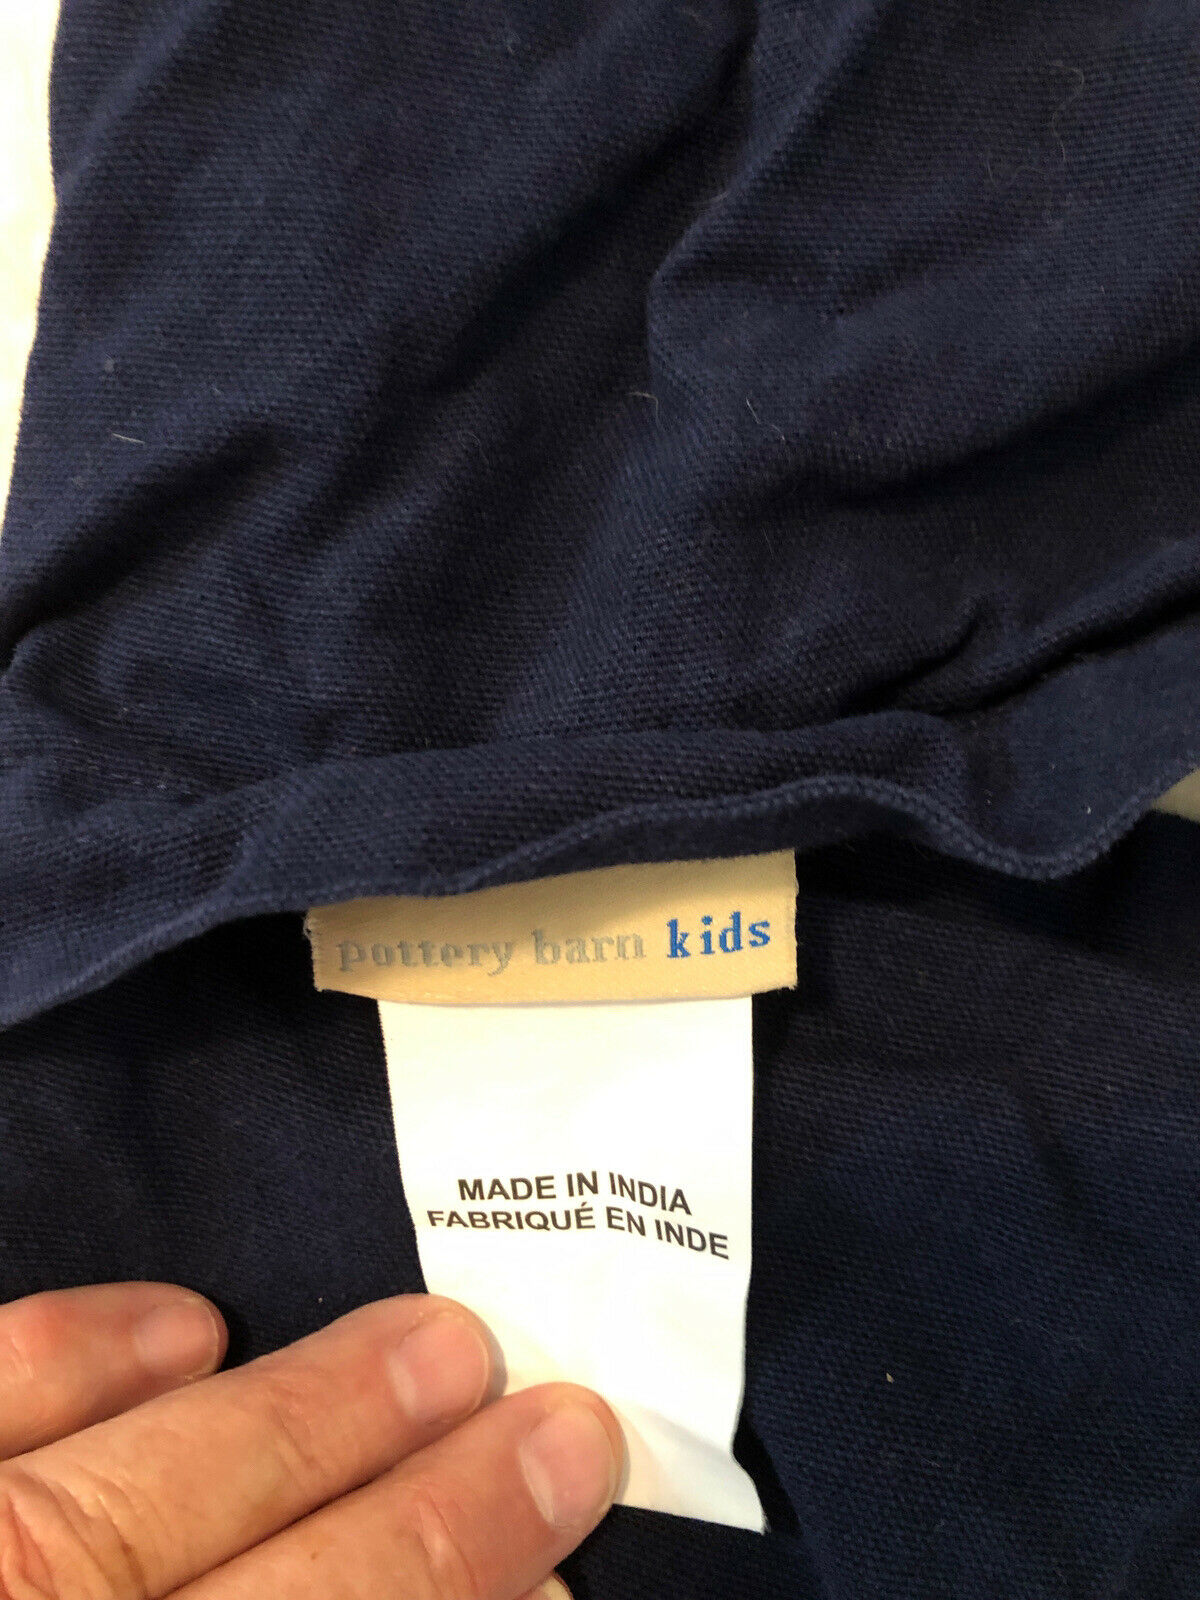 pottery barn kids
MADE IN INDIA
FABRIQUÉ EN INDE